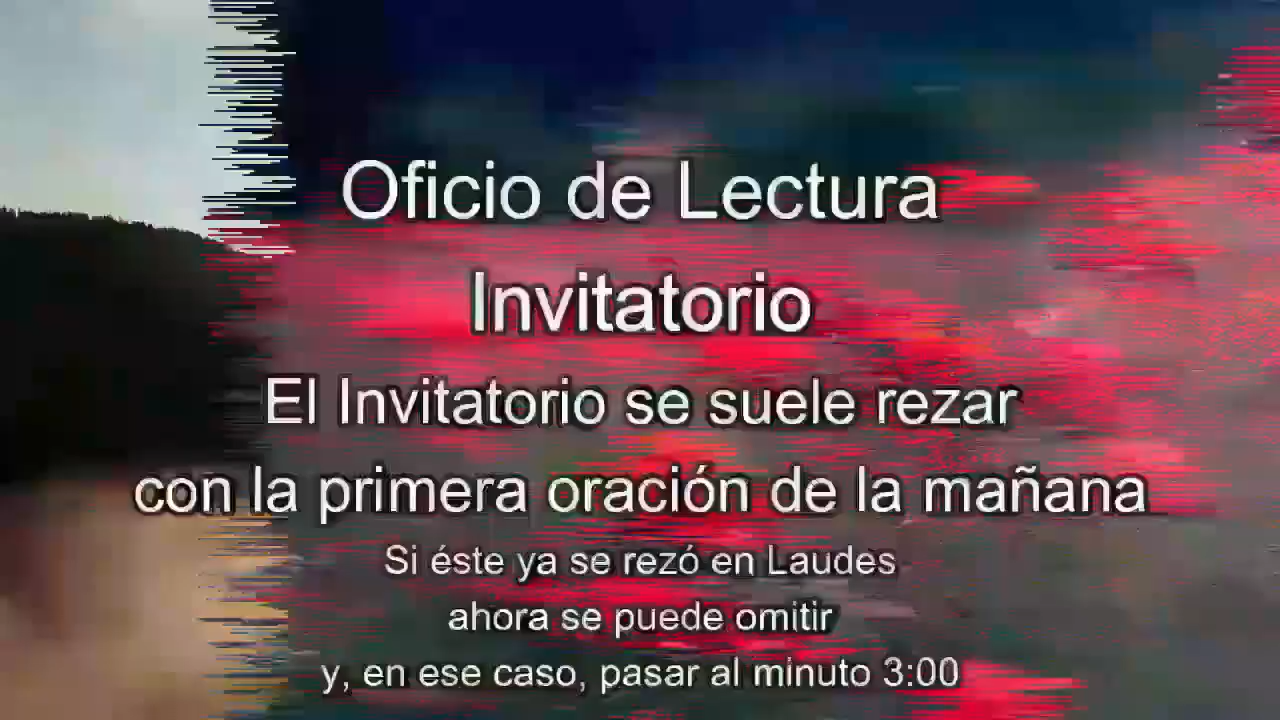 Oficio de Lectura
Invitatorio
El Invitatorio se suele rezar
con la primera oración de la mañana
Si éste ya se rezó en Laudes
ahora se puede omitir
y, en ese caso, pasar al minuto 3:00